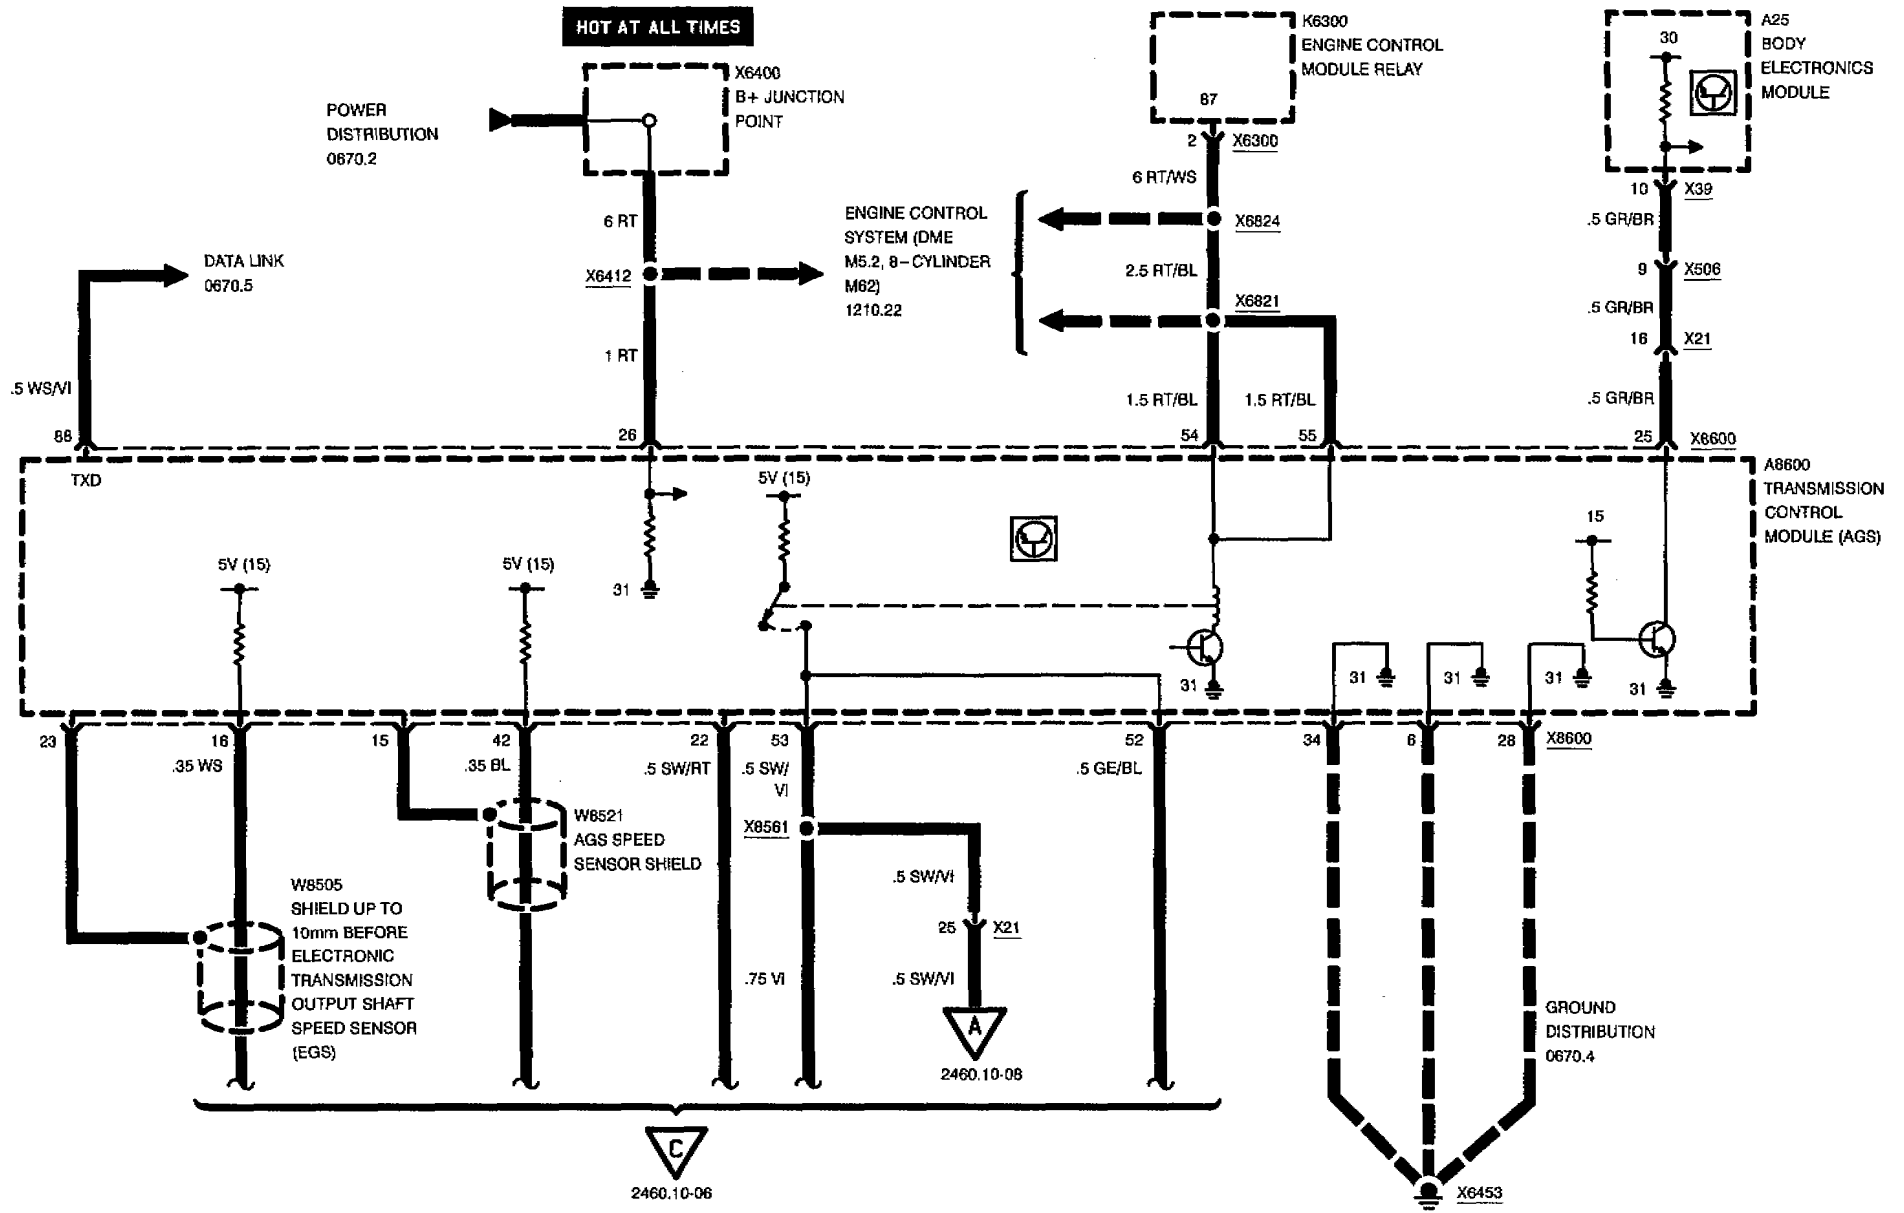 HOT AT ALL TIMES
X6400
B+ JUNCTION
POINT
POWER
DISTRIBUTION
0670.2
K6300
ENGINE CONTROL
MODULE RELAY
87
2
X6300
A25
BODY
ELECTRONICS
MODULE
30
10
X39
6 RT/WS
.5 GR/BR
6 RT
ENGINE CONTROL
SYSTEM (DME
M5.2, 8-CYLINDER
M62)
1210.22
X6824
DATA LINK
0670.5
X6412
2.5 RT/BL
9
X506
X6821
.5 GR/BR
16
X21
1 RT
.5 WS/VI
1.5 RT/BL
1.5 RT/BL
.5 GR/BR
88
26
54
55
25
X8600
TXD
A8600
TRANSMISSION
CONTROL
MODULE (AGS)
5V (15)
15
5V (15)
5V (15)
31
31
31
31
31
31
23
16
15
42
22
53
52
34
6
28
X8600
.35 WS
.35 BL
.5 SW/RT
.5 SW/
VI
.5 GE/BL
W8521
AGS SPEED
SENSOR SHIELD
X8561
.5 SW/VI
W8505
SHIELD UP TO
10mm BEFORE
ELECTRONIC
TRANSMISSION
OUTPUT SHAFT
SPEED SENSOR
(EGS)
25
X21
.75 VI
.5 SW/VI
A
2460.10-08
GROUND
DISTRIBUTION
0670.4
C
2460.10-06
X6453